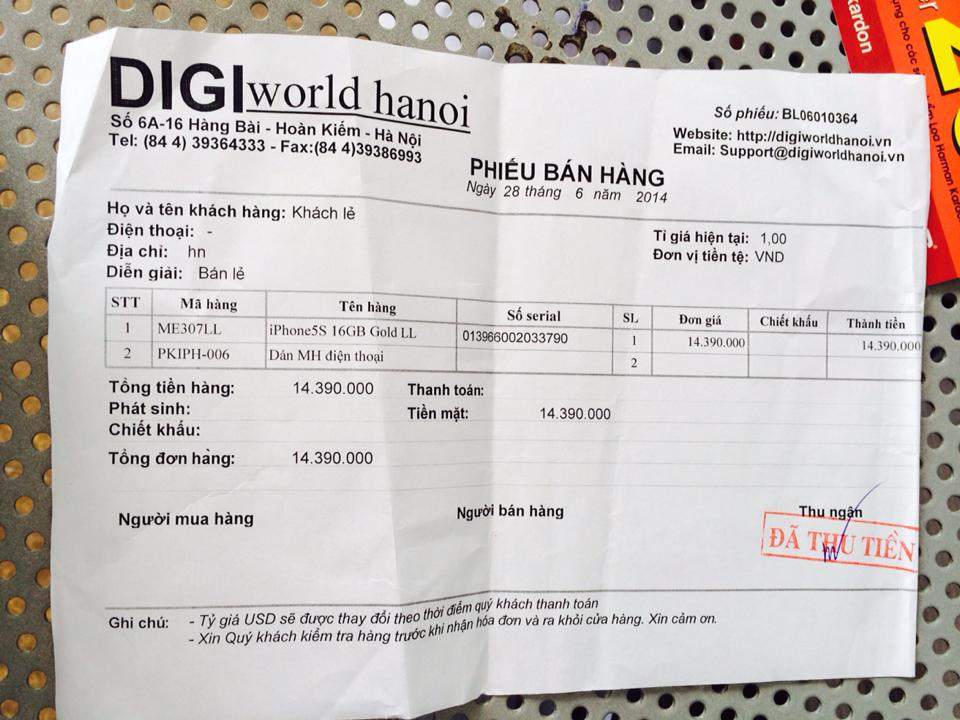 DIGIworld hanoi
Số 6A-16 Hàng Bài - Hoàn Kiếm - Hà Nội
Tel: (84 4) 39364333 - Fax:(84 4)39386993
Số phiếu: BL06010364
Website: http://digiworldhanoi.vn
Email: Support@digiworldhanoi.vn
PHIẾU BÁN HÀNG
Ngày 28 tháng 6 năm 2014
Họ và tên khách hàng: Khách lẻ
Điện thoại: -
Địa chỉ: hn
Diễn giải: Bán lẻ
Tỉ giá hiện tại: 1,00
Đơn vị tiền tệ: VND
STT Mã hàng Tên hàng Số serial SL Đơn giá Chiết khấu Thành tiền
1 ME307LL iPhone5S 16GB Gold LL 013966002033790 1 14.390.000 14.390.000
2 PKIPH-006 Dán MH điện thoại 2
Tổng tiền hàng: 14.390.000 Thanh toán:
Phát sinh: Tiền mặt: 14.390.000
Chiết khấu:
Tổng đơn hàng: 14.390.000
Người mua hàng Người bán hàng Thu ngân
ĐÃ THU TIỀN
Ghi chú: - Tỷ giá USD sẽ được thay đổi theo thời điểm quý khách thanh toán
- Xin Quý khách kiểm tra hàng trước khi nhận hóa đơn và ra khỏi cửa hàng. Xin cảm ơn.
kardon
Loa Harman Kardon